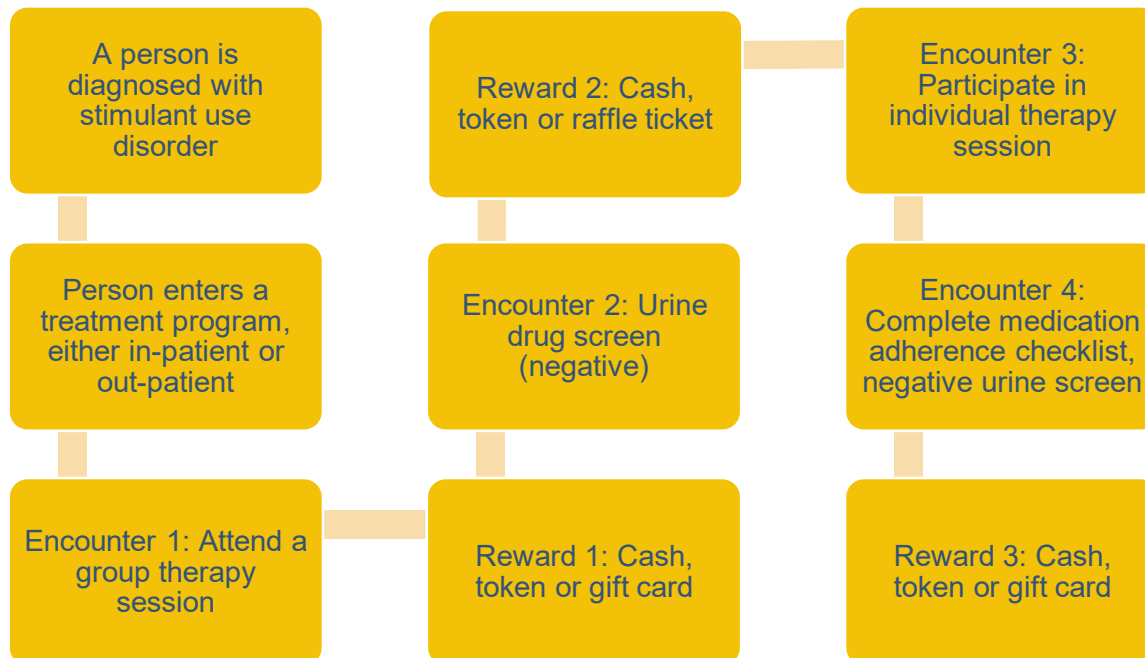 A person is
diagnosed with
stimulant use
disorder
Person enters a
treatment program,
either in-patient or
out-patient
Encounter 1: Attend a
group therapy
session
Reward 1: Cash,
token or gift card
Encounter 2: Urine
drug screen
(negative)
Reward 2: Cash,
token or raffle ticket
Encounter 3:
Participate in
individual therapy
session
Encounter 4:
Complete medication
adherence checklist,
negative urine screen
Reward 3: Cash,
token or gift card